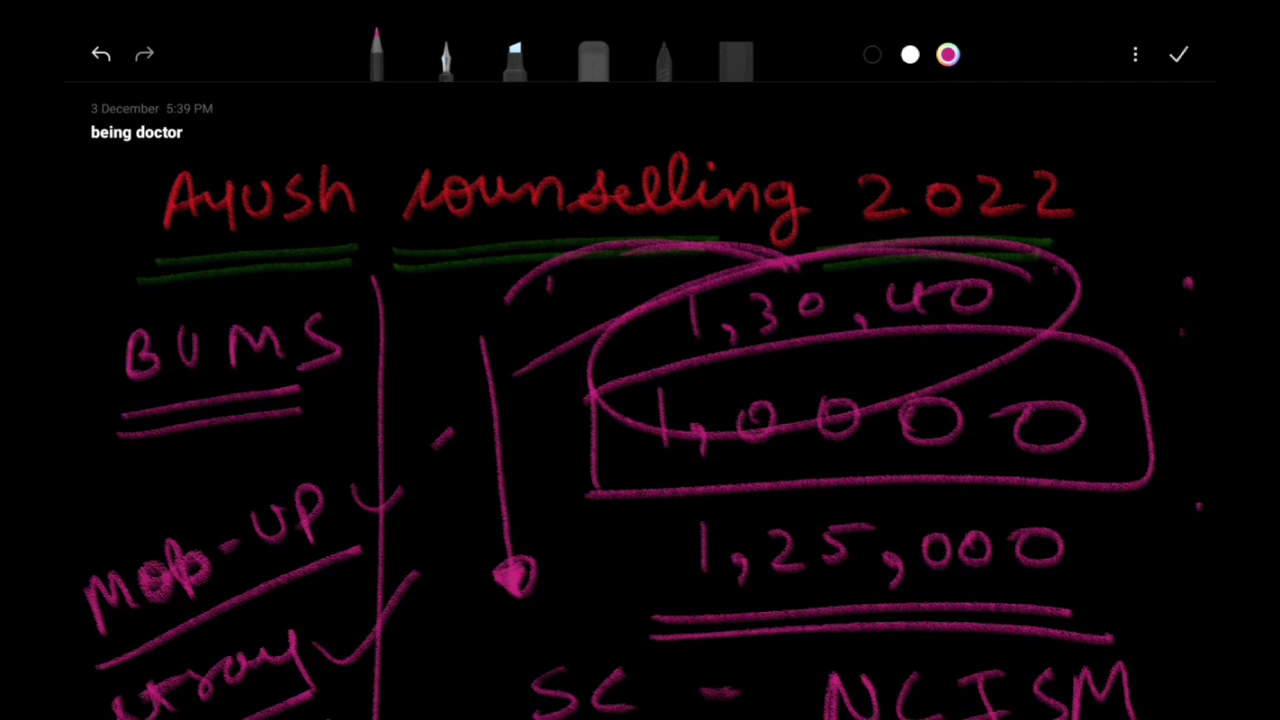 3 December 5:39 PM
being doctor
Ayush counselling 2022
BUMS
1,30,40
1,0000
MOP-UP
1,25,000
stray
SC - NCISM